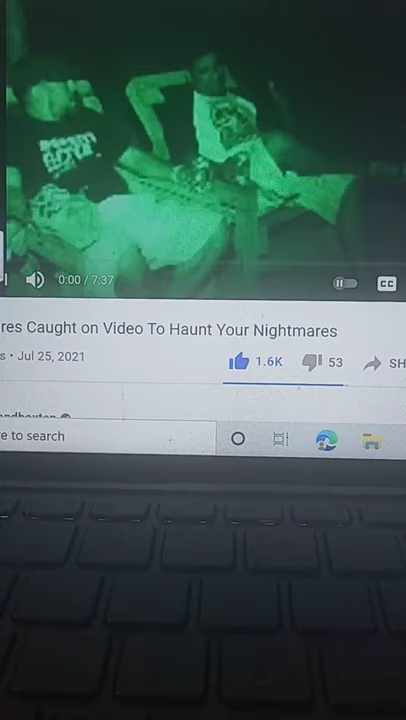 0:00 / 7:37
CC
res Caught on Video To Haunt Your Nightmares
s • Jul 25, 2021
1.6K
53
SH
e to search